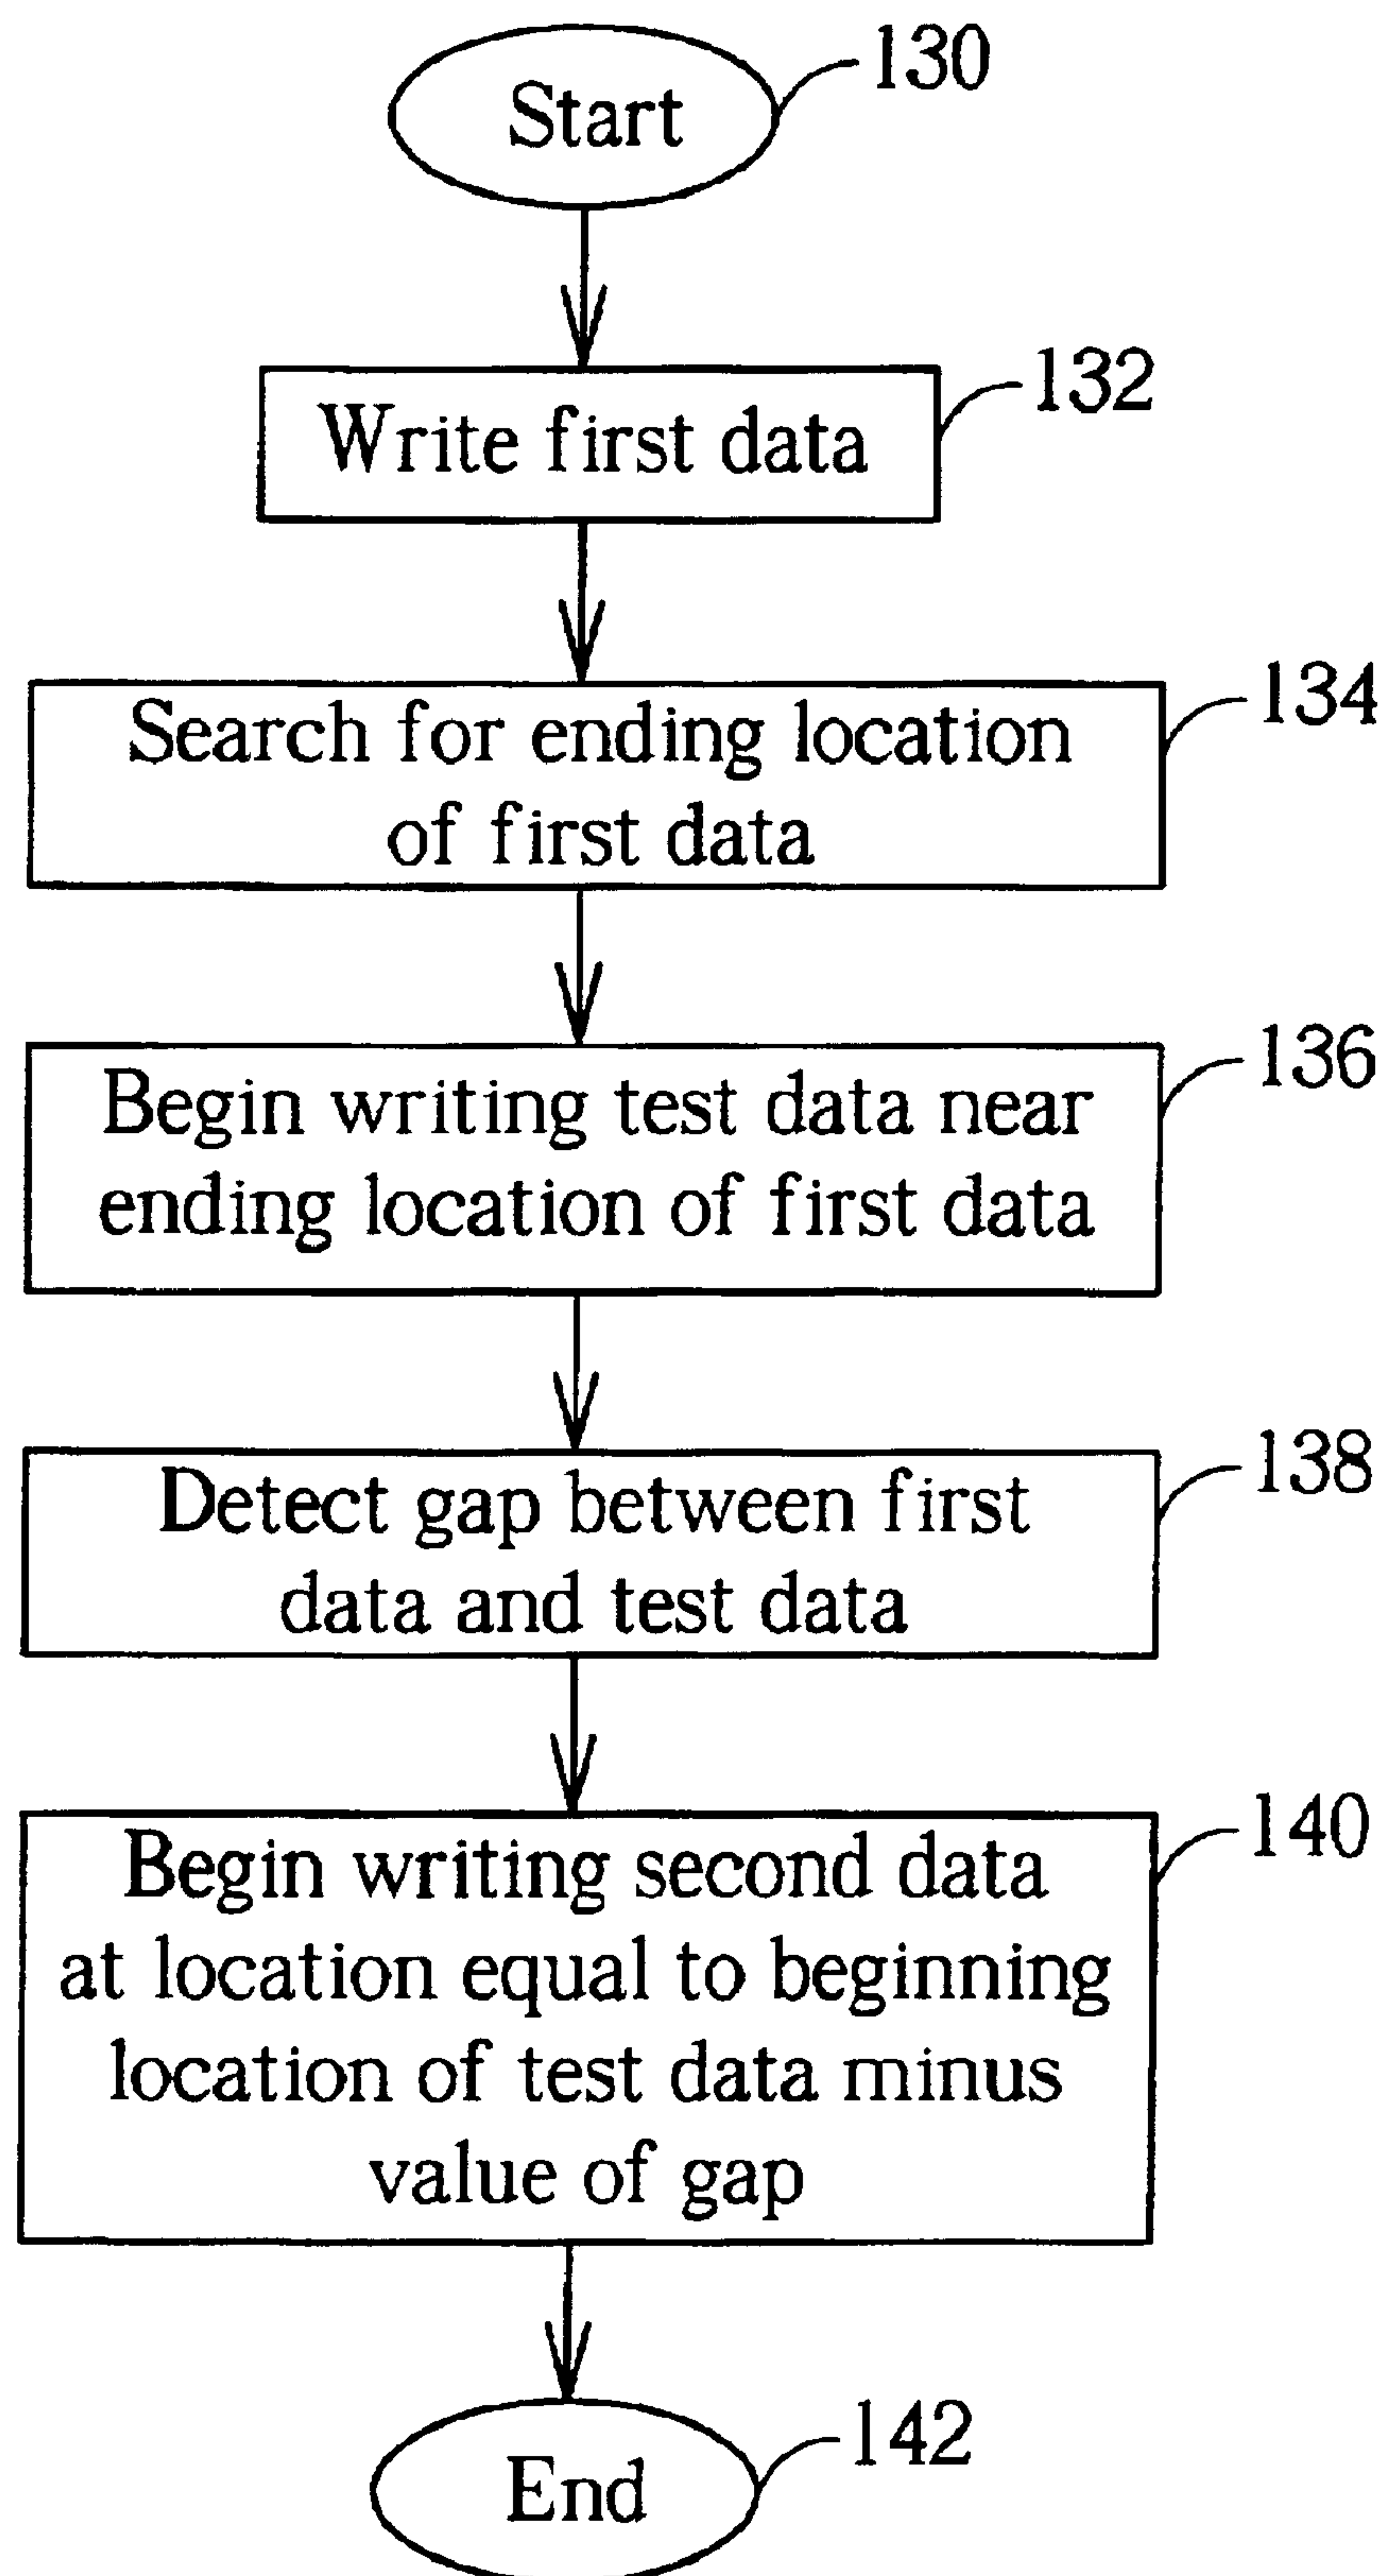 Start
130
Write first data
132
Search for ending location
of first data
134
Begin writing test data near
ending location of first data
136
Detect gap between first
data and test data
138
Begin writing second data
at location equal to beginning
location of test data minus
value of gap
140
End
142